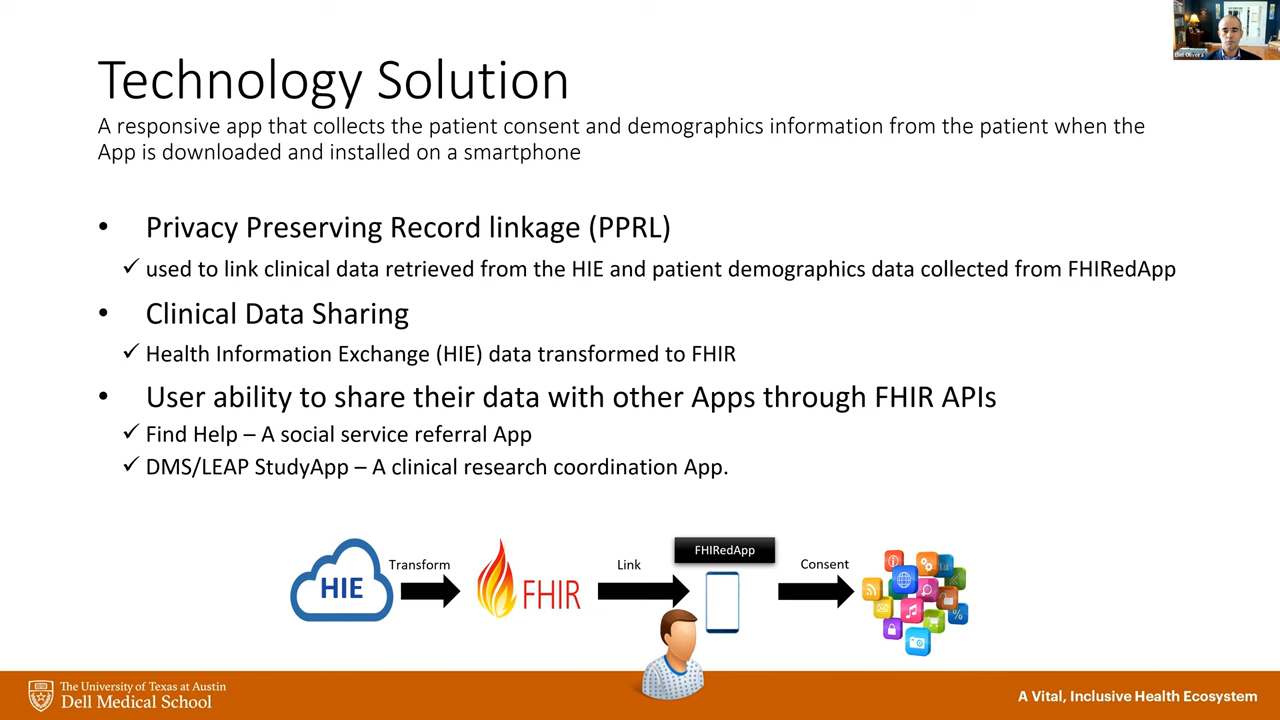 Technology Solution
A responsive app that collects the patient consent and demographics information from the patient when the
App is downloaded and installed on a smartphone
• Privacy Preserving Record linkage (PPRL)
✓ used to link clinical data retrieved from the HIE and patient demographics data collected from FHIRedApp
• Clinical Data Sharing
✓ Health Information Exchange (HIE) data transformed to FHIR
• User ability to share their data with other Apps through FHIR APIs
✓ Find Help – A social service referral App
✓ DMS/LEAP StudyApp – A clinical research coordination App.
HIE
Transform
FHIR
Link
FHIRedApp
Consent
The University of Texas at Austin
Dell Medical School
A Vital, Inclusive Health Ecosystem
Eliel Oliveira